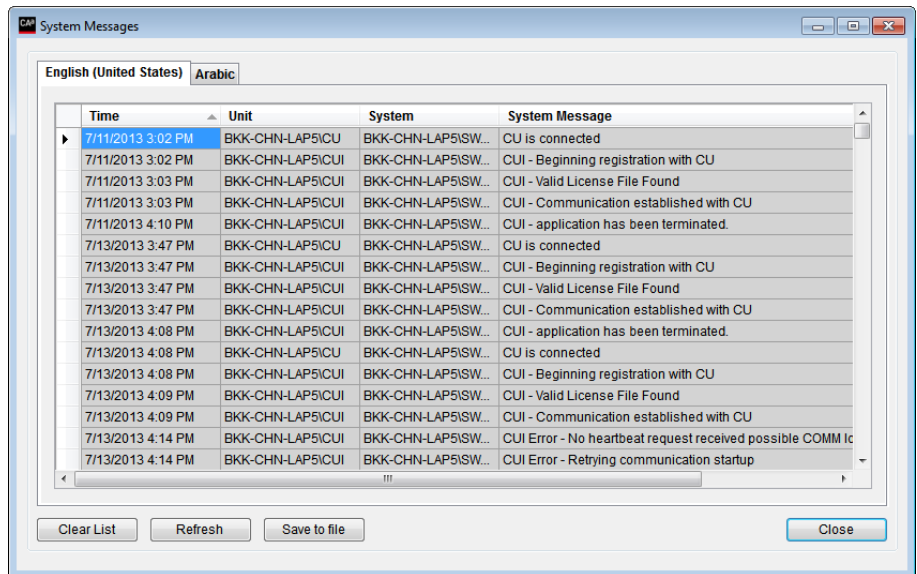 CAP System Messages
English (United States) Arabic
Time Unit System System Message
7/11/2013 3:02 PM BKK-CHN-LAP5\CU BKK-CHN-LAP5\SW... CU is connected
7/11/2013 3:02 PM BKK-CHN-LAP5\CUI BKK-CHN-LAP5\SW... CUI - Beginning registration with CU
7/11/2013 3:03 PM BKK-CHN-LAP5\CUI BKK-CHN-LAP5\SW... CUI - Valid License File Found
7/11/2013 3:03 PM BKK-CHN-LAP5\CUI BKK-CHN-LAP5\SW... CUI - Communication established with CU
7/11/2013 4:10 PM BKK-CHN-LAP5\CUI BKK-CHN-LAP5\SW... CUI - application has been terminated.
7/13/2013 3:47 PM BKK-CHN-LAP5\CU BKK-CHN-LAP5\SW... CU is connected
7/13/2013 3:47 PM BKK-CHN-LAP5\CUI BKK-CHN-LAP5\SW... CUI - Beginning registration with CU
7/13/2013 3:47 PM BKK-CHN-LAP5\CUI BKK-CHN-LAP5\SW... CUI - Valid License File Found
7/13/2013 3:47 PM BKK-CHN-LAP5\CUI BKK-CHN-LAP5\SW... CUI - Communication established with CU
7/13/2013 4:08 PM BKK-CHN-LAP5\CUI BKK-CHN-LAP5\SW... CUI - application has been terminated.
7/13/2013 4:08 PM BKK-CHN-LAP5\CU BKK-CHN-LAP5\SW... CU is connected
7/13/2013 4:08 PM BKK-CHN-LAP5\CUI BKK-CHN-LAP5\SW... CUI - Beginning registration with CU
7/13/2013 4:09 PM BKK-CHN-LAP5\CUI BKK-CHN-LAP5\SW... CUI - Valid License File Found
7/13/2013 4:09 PM BKK-CHN-LAP5\CUI BKK-CHN-LAP5\SW... CUI - Communication established with CU
7/13/2013 4:14 PM BKK-CHN-LAP5\CUI BKK-CHN-LAP5\SW... CUI Error - No heartbeat request received possible COMM lc
7/13/2013 4:14 PM BKK-CHN-LAP5\CUI BKK-CHN-LAP5\SW... CUI Error - Retrying communication startup
Clear List Refresh Save to file Close